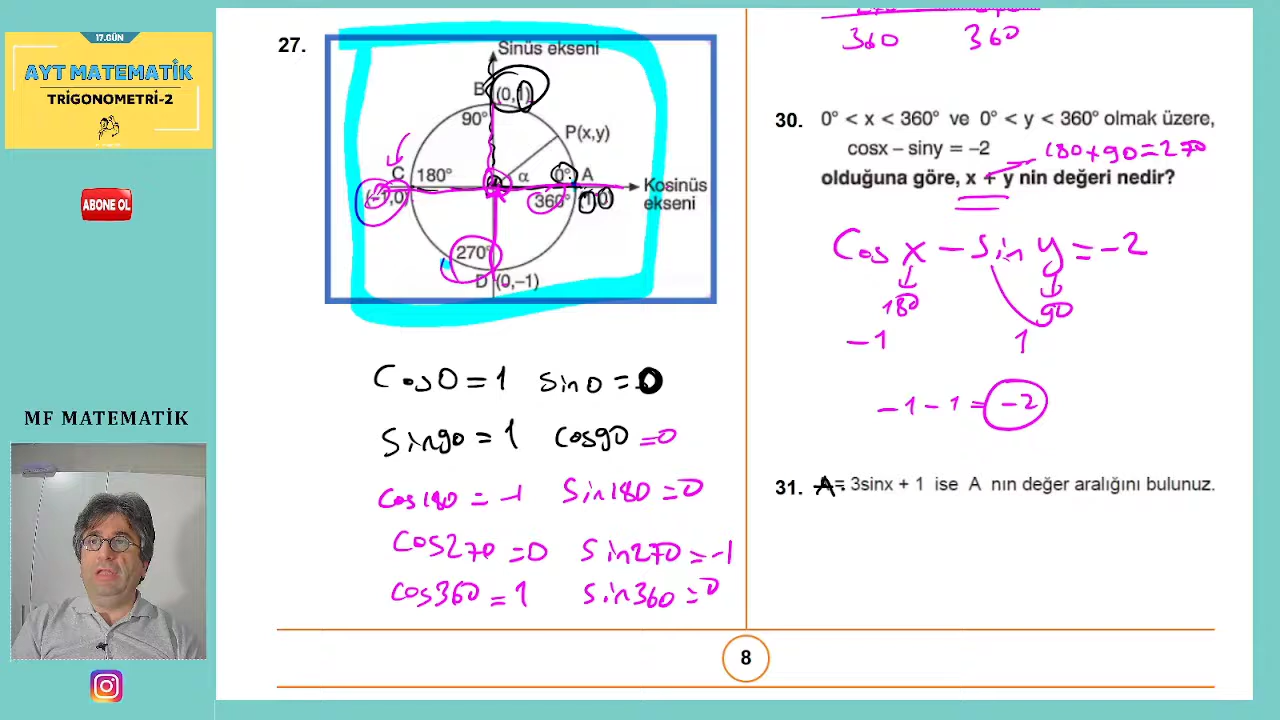 17.GÜN
AYT MATEMATİK
TRİGONOMETRİ-2
ABONE OL
MF MATEMATİK
27.
Sinüs ekseni
B (0,1)
90°
P(x,y)
C 180° α 0° A
(-1,0) 360° (1,0)
Kosinüs
ekseni
270°
D (0,−1)
Cos0 = 1 sin0 = 0
Sin90 = 1 cos90 = 0
cos180 = -1 Sin180 = 0
Cos270 = 0 Sin270 = -1
cos360 = 1 sin360 = 0
360 360
30. 0° < x < 360° ve 0° < y < 360° olmak üzere,
cosx – siny = –2
180+90=270
olduğuna göre, x + y nin değeri nedir?
Cos x - sin y = -2
180 90
-1 1
-1 - 1 = -2
31. A = 3sinx + 1 ise A nın değer aralığını bulunuz.
8